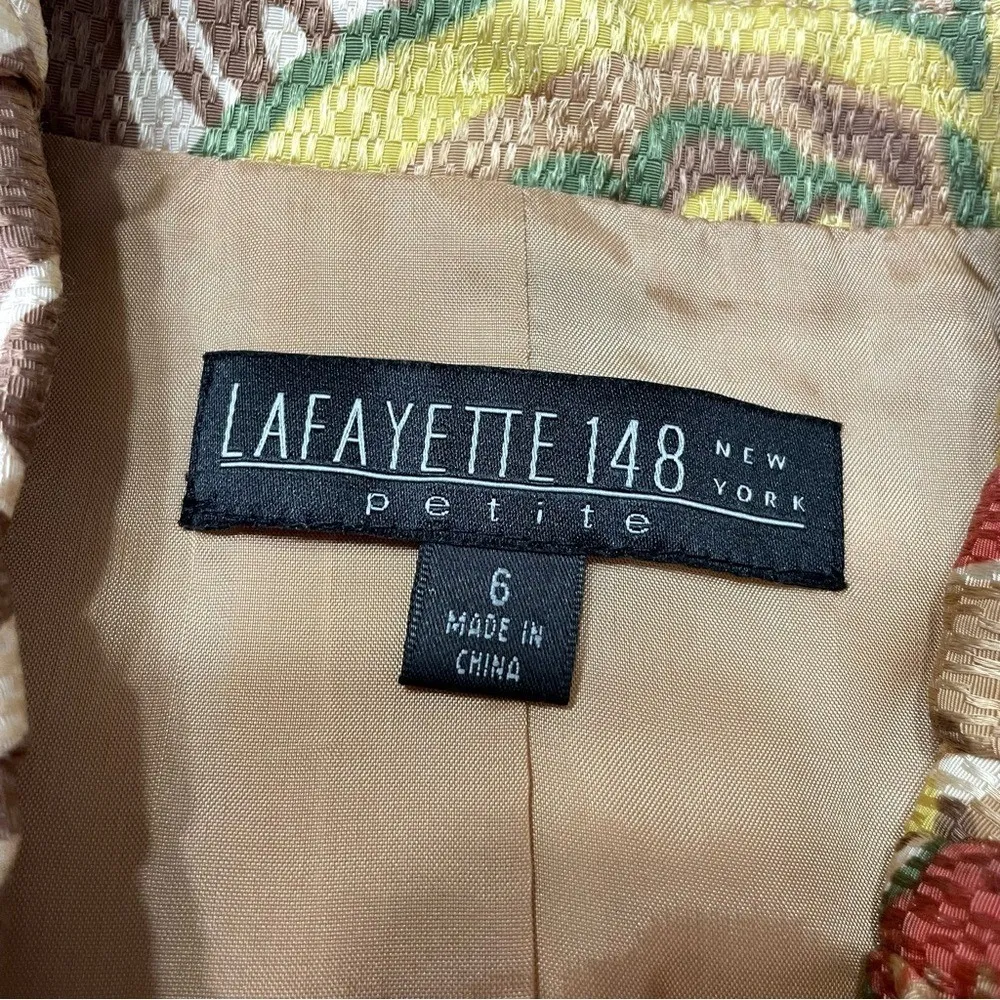 LAFAYETTE 148 NEW YORK
petite
6
MADE IN
CHINA